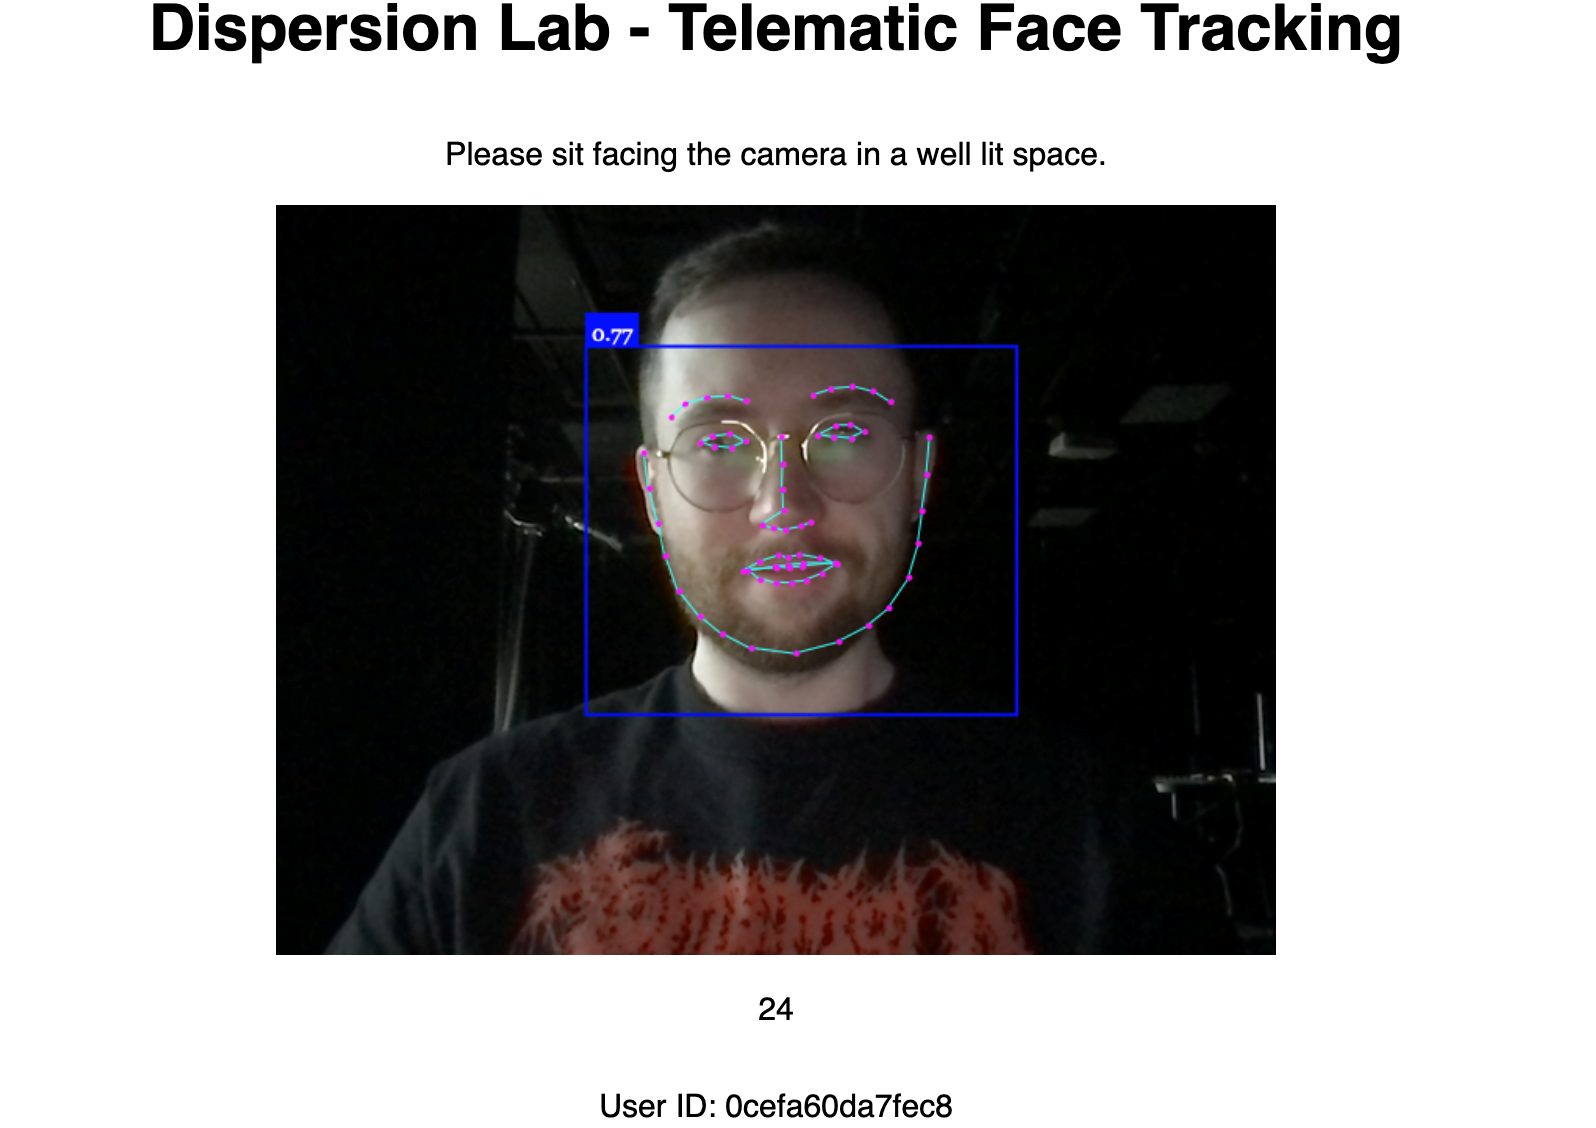 Dispersion Lab - Telematic Face Tracking
Please sit facing the camera in a well lit space.
0.77
24
User ID: 0cefa60da7fec8